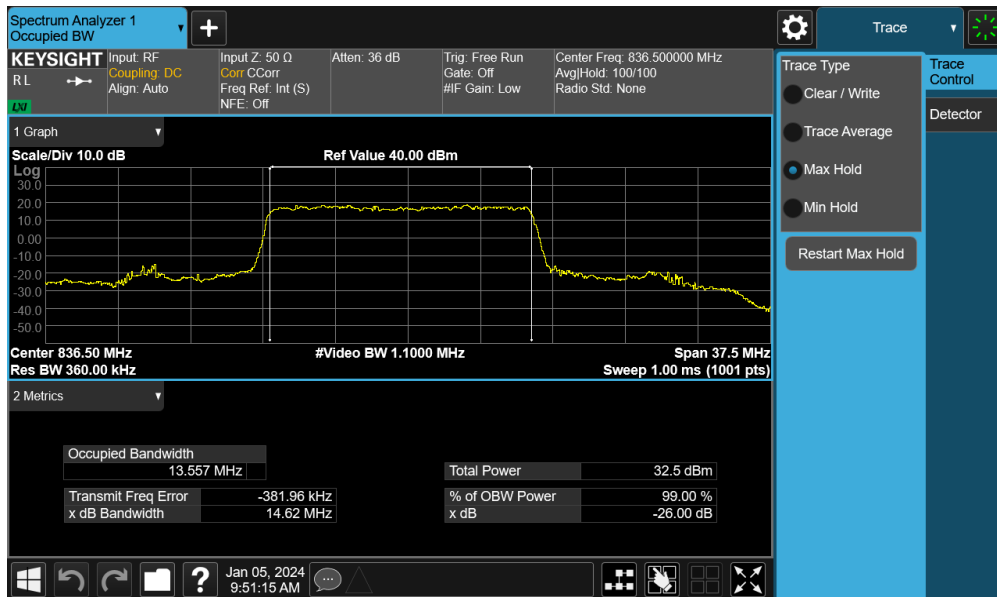 Spectrum Analyzer 1
Occupied BW
+
Trace
KEYSIGHT
R L
LXI
Input: RF
Coupling: DC
Align: Auto
Input Z: 50 Ω
Corr CCorr
Freq Ref: Int (S)
NFE: Off
Atten: 36 dB
Trig: Free Run
Gate: Off
#IF Gain: Low
Center Freq: 836.500000 MHz
Avg|Hold: 100/100
Radio Std: None
Trace Type
Clear / Write
Trace Average
Max Hold
Min Hold
Restart Max Hold
Trace
Control
Detector
1 Graph
Scale/Div 10.0 dB
Ref Value 40.00 dBm
Log
30.0
20.0
10.0
0.00
-10.0
-20.0
-30.0
-40.0
-50.0
Center 836.50 MHz
#Video BW 1.1000 MHz
Span 37.5 MHz
Res BW 360.00 kHz
Sweep 1.00 ms (1001 pts)
2 Metrics
Occupied Bandwidth
13.557 MHz
Total Power 32.5 dBm
Transmit Freq Error -381.96 kHz
% of OBW Power 99.00 %
x dB Bandwidth 14.62 MHz
x dB -26.00 dB
?
Jan 05, 2024
9:51:15 AM